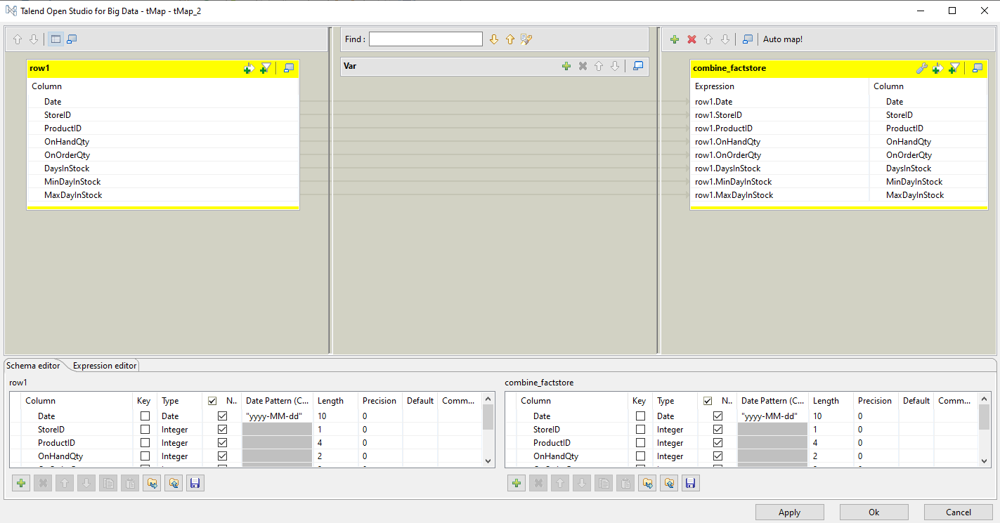 Talend Open Studio for Big Data - tMap - tMap_2
Find :
Auto map!
row1
Column
Date
StoreID
ProductID
OnHandQty
OnOrderQty
DaysInStock
MinDayInStock
MaxDayInStock
Var
combine_factstore
Expression Column
row1.Date Date
row1.StoreID StoreID
row1.ProductID ProductID
row1.OnHandQty OnHandQty
row1.OnOrderQty OnOrderQty
row1.DaysInStock DaysInStock
row1.MinDayInStock MinDayInStock
row1.MaxDayInStock MaxDayInStock
Schema editor Expression editor
row1
Column Key Type N.. Date Pattern (C... Length Precision Default Comm...
Date Date "yyyy-MM-dd" 10 0
StoreID Integer 1 0
ProductID Integer 4 0
OnHandQty Integer 2 0
combine_factstore
Column Key Type N.. Date Pattern (C... Length Precision Default Comm...
Date Date "yyyy-MM-dd" 10 0
StoreID Integer 1 0
ProductID Integer 4 0
OnHandQty Integer 2 0
Apply Ok Cancel